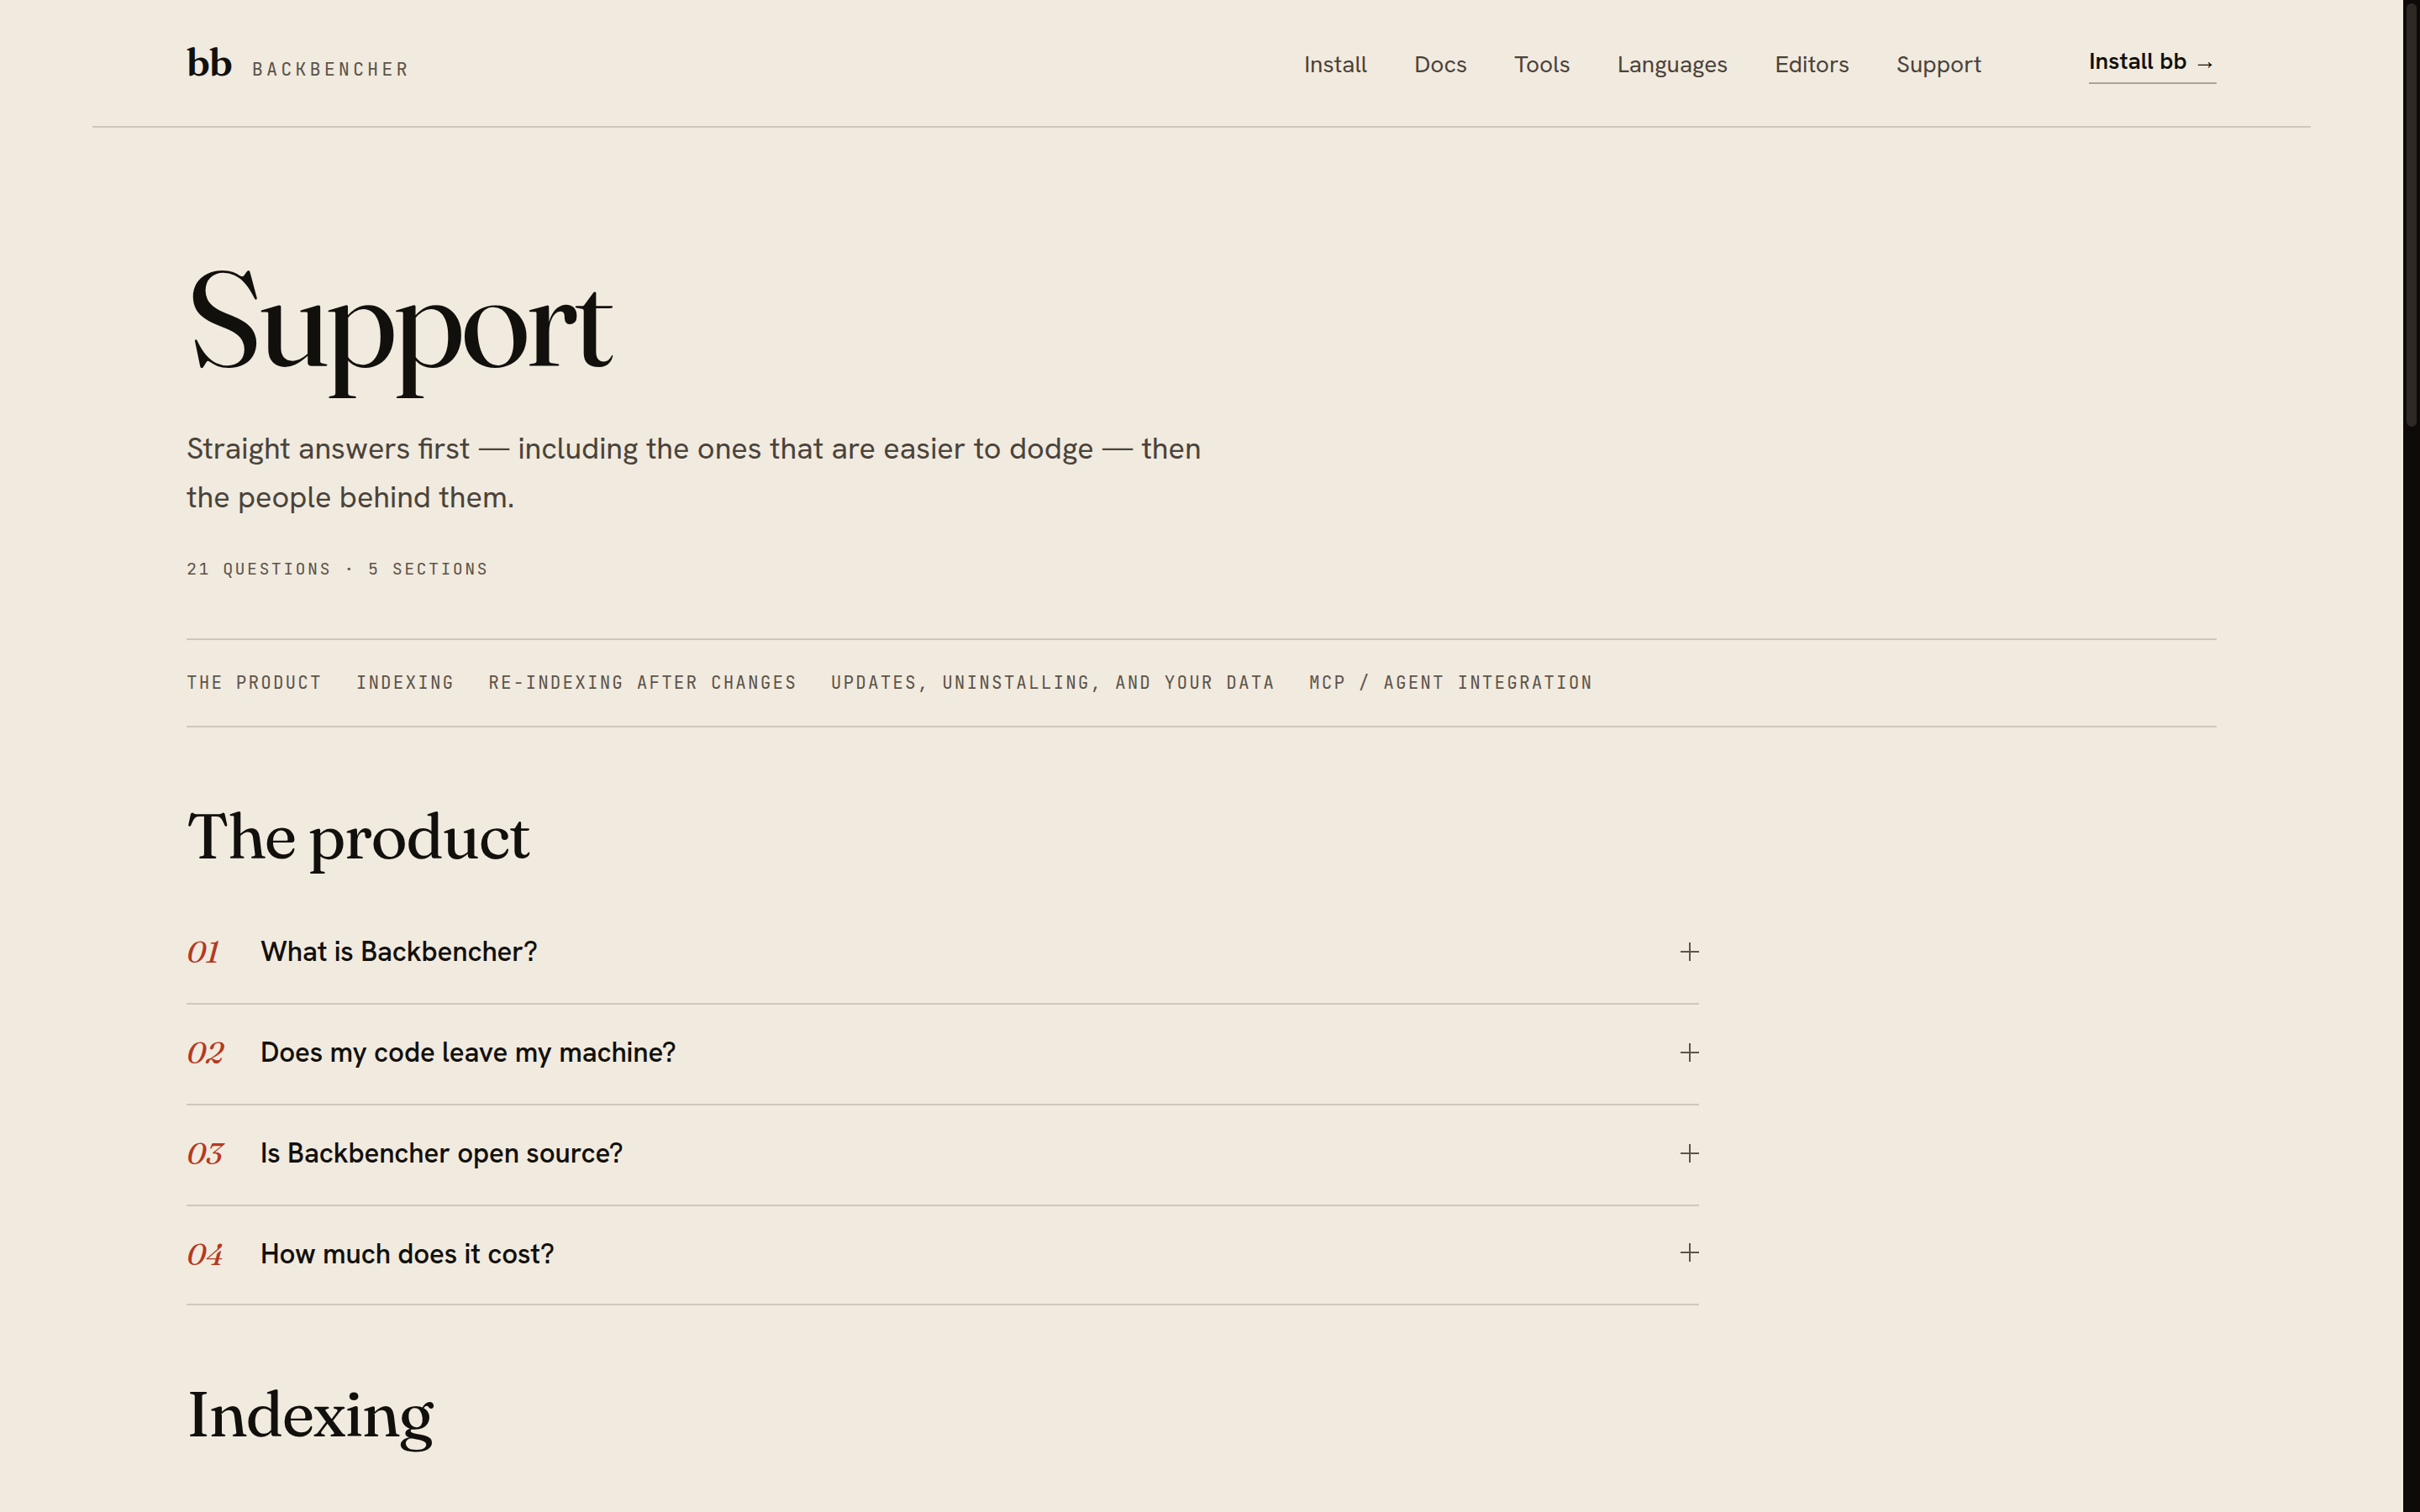 bb BACKBENCHER
Install Docs Tools Languages Editors Support Install bb →
Support
Straight answers first — including the ones that are easier to dodge — then
the people behind them.
21 QUESTIONS · 5 SECTIONS
THE PRODUCT INDEXING RE-INDEXING AFTER CHANGES UPDATES, UNINSTALLING, AND YOUR DATA MCP / AGENT INTEGRATION
The product
01 What is Backbencher? +
02 Does my code leave my machine? +
03 Is Backbencher open source? +
04 How much does it cost? +
Indexing